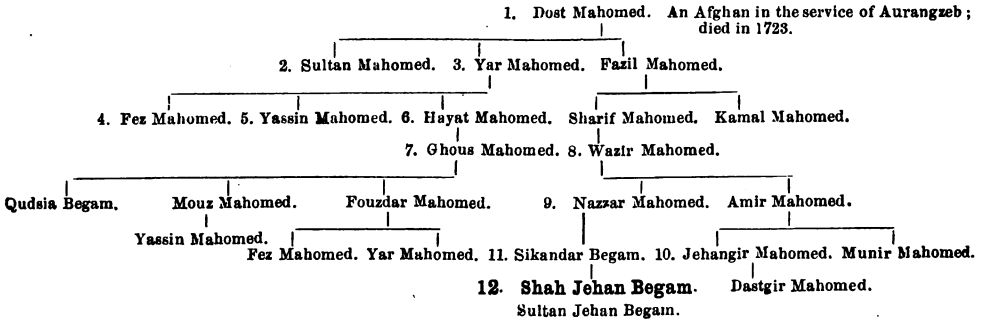 1. Dost Mahomed. An Afghan in the service of Aurangzeb;
died in 1723.
2. Sultan Mahomed. 3. Yar Mahomed. Fazil Mahomed.
4. Fez Mahomed. 5. Yassin Mahomed. 6. Hayat Mahomed. Sharif Mahomed. Kamal Mahomed.
7. Ghous Mahomed. 8. Wazir Mahomed.
Qudsia Begam. Mouz Mahomed. Fouzdar Mahomed. 9. Nazzar Mahomed. Amir Mahomed.
Yassin Mahomed.
Fez Mahomed. Yar Mahomed. 11. Sikandar Begam. 10. Jehangir Mahomed. Munir Mahomed.
12. Shah Jehan Begam. Dastgir Mahomed.
Sultan Jehan Begam.